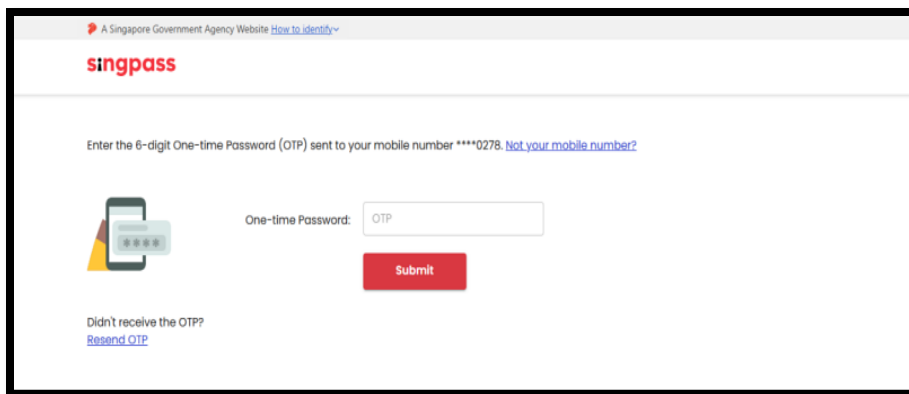 A Singapore Government Agency Website How to identify
singpass
Enter the 6-digit One-time Password (OTP) sent to your mobile number ****0278. Not your mobile number?
****
One-time Password:
OTP
Submit
Didn't receive the OTP?
Resend OTP